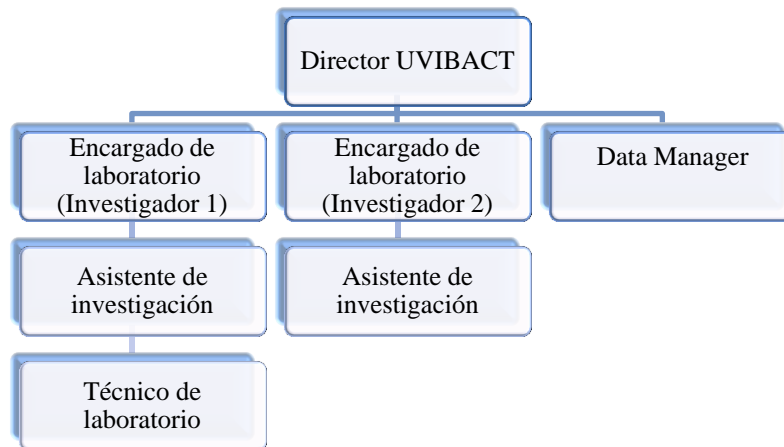 Director UVIBACT
Encargado de
laboratorio
(Investigador 1)
Encargado de
laboratorio
(Investigador 2)
Data Manager
Asistente de
investigación
Asistente de
investigación
Técnico de
laboratorio